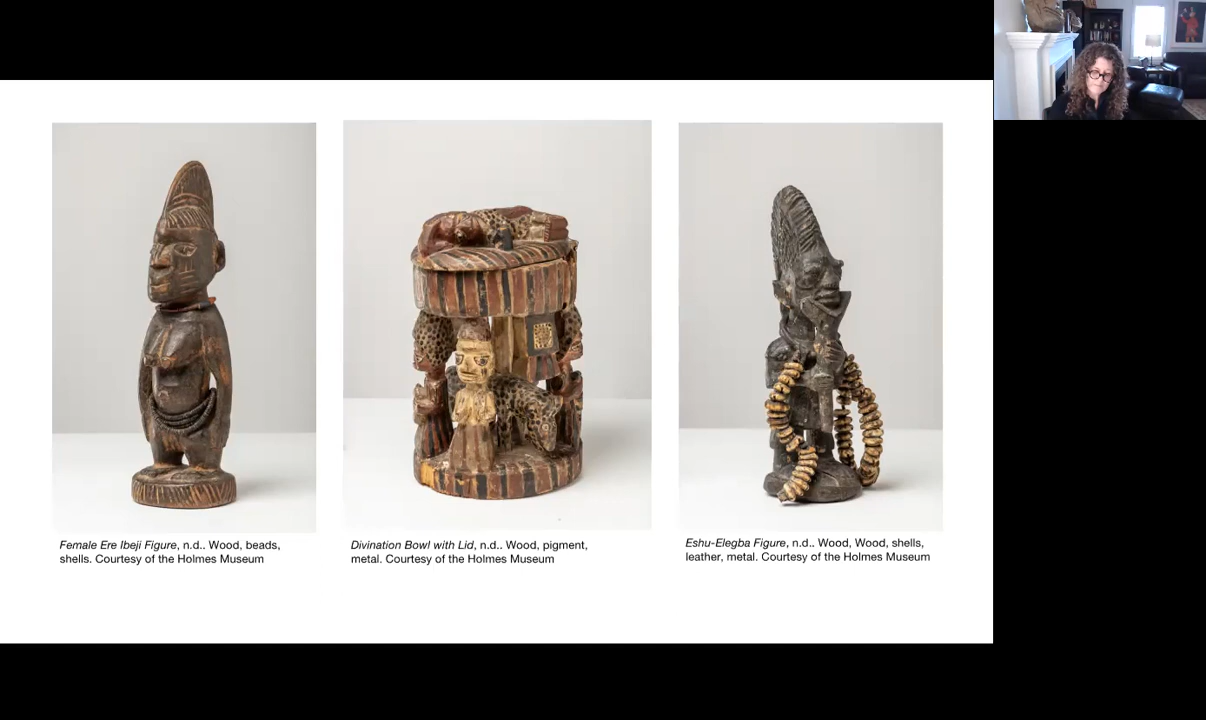 Female Ere Ibeji Figure, n.d.. Wood, beads,
shells. Courtesy of the Holmes Museum
Divination Bowl with Lid, n.d.. Wood, pigment,
metal. Courtesy of the Holmes Museum
Eshu-Elegba Figure, n.d.. Wood, Wood, shells,
leather, metal. Courtesy of the Holmes Museum